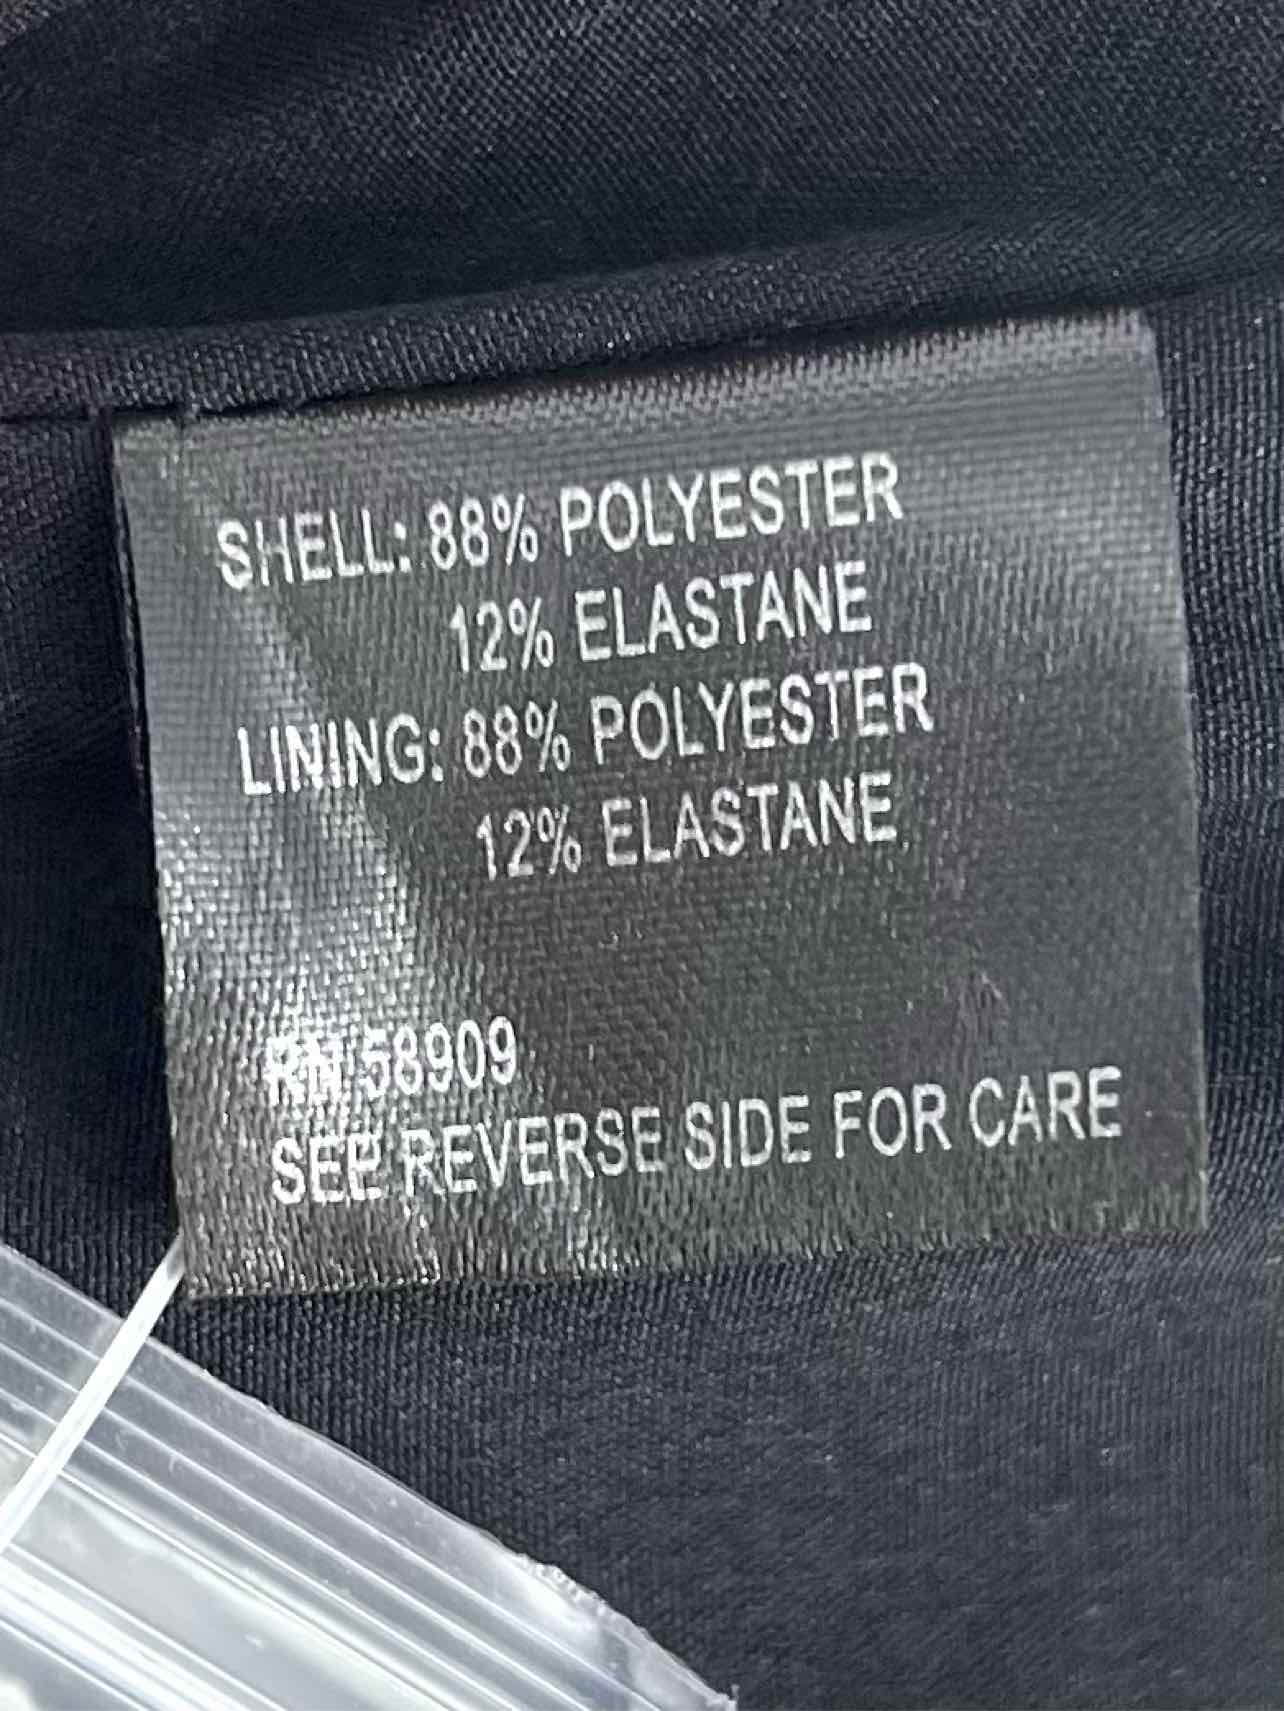 SHELL: 88% POLYESTER
12% ELASTANE
LINING: 88% POLYESTER
12% ELASTANE
RN 58909
SEE REVERSE SIDE FOR CARE